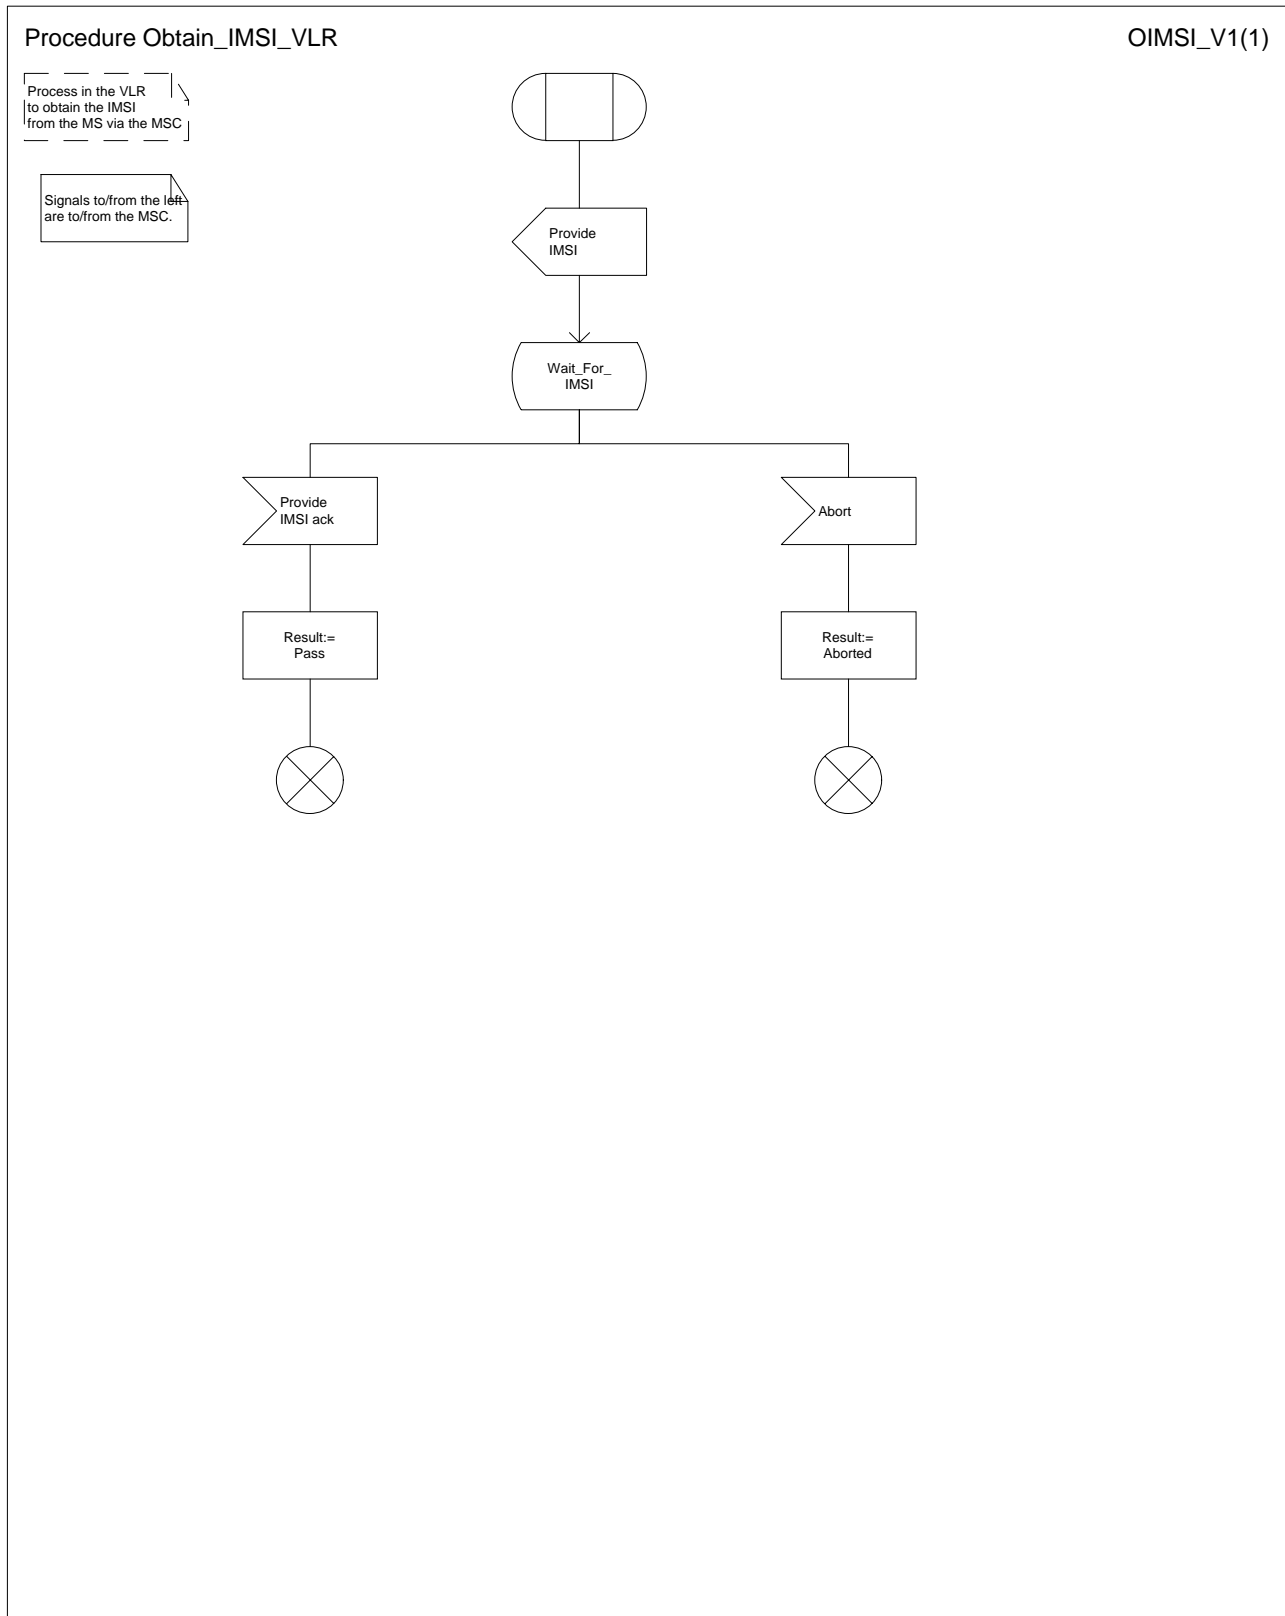 Procedure Obtain_IMSI_VLR
OIMSI_V1(1)
Process in the VLR
to obtain the IMSI
from the MS via the MSC
Signals to/from the left
are to/from the MSC.
Provide
IMSI
Wait_For_
IMSI
Provide
IMSI ack
Abort
Result:=
Pass
Result:=
Aborted